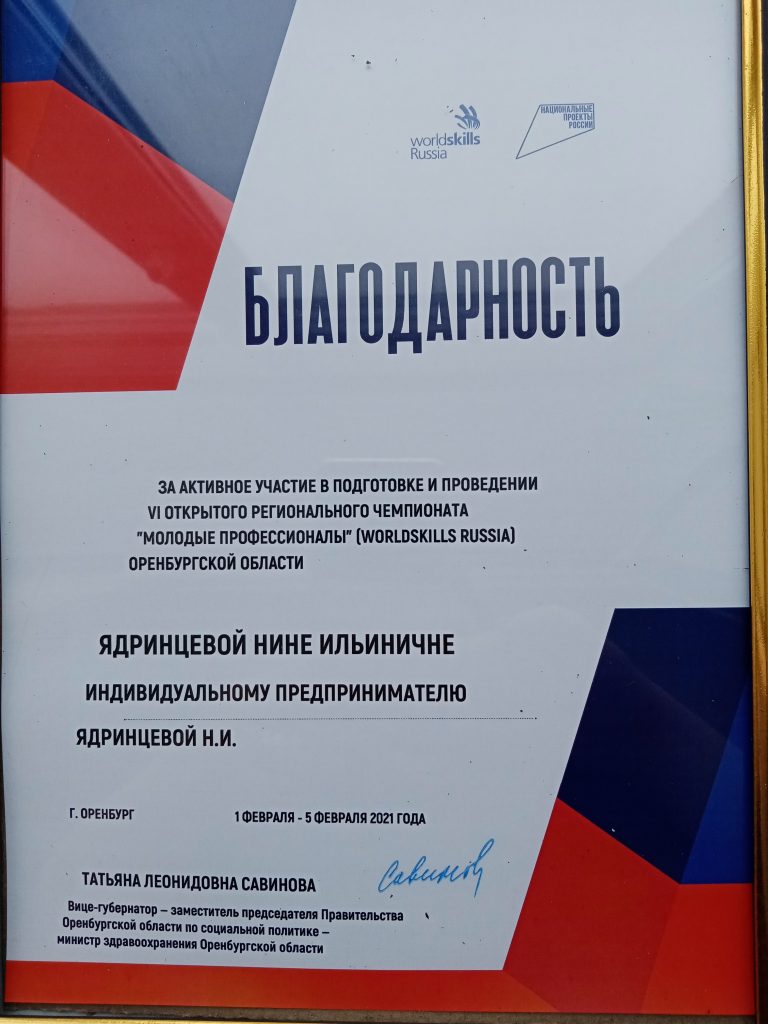 worldskills
Russia
НАЦИОНАЛЬНЫЕ
ПРОЕКТЫ
РОССИИ
БЛАГОДАРНОСТЬ
ЗА АКТИВНОЕ УЧАСТИЕ В ПОДГОТОВКЕ И ПРОВЕДЕНИИ
VI ОТКРЫТОГО РЕГИОНАЛЬНОГО ЧЕМПИОНАТА
"МОЛОДЫЕ ПРОФЕССИОНАЛЫ" (WORLDSKILLS RUSSIA)
ОРЕНБУРГСКОЙ ОБЛАСТИ
ЯДРИНЦЕВОЙ НИНЕ ИЛЬИНИЧНЕ
ИНДИВИДУАЛЬНОМУ ПРЕДПРИНИМАТЕЛЮ
ЯДРИНЦЕВОЙ Н.И.
Г. ОРЕНБУРГ 1 ФЕВРАЛЯ - 5 ФЕВРАЛЯ 2021 ГОДА
ТАТЬЯНА ЛЕОНИДОВНА САВИНОВА
Вице-губернатор – заместитель председателя Правительства
Оренбургской области по социальной политике –
министр здравоохранения Оренбургской области